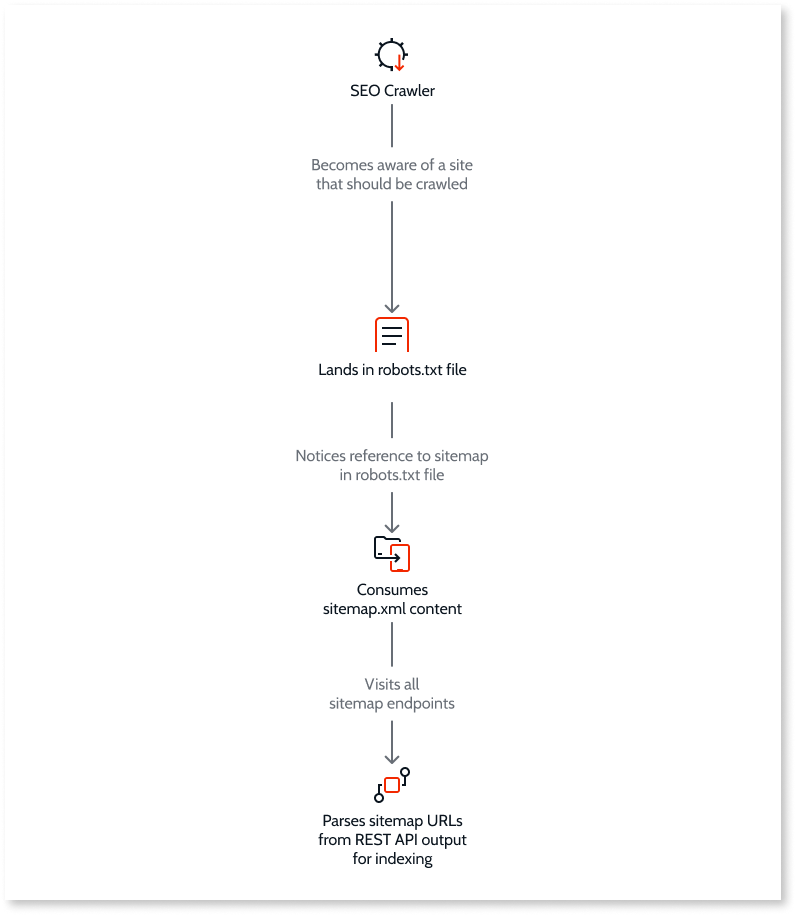 SEO Crawler
Becomes aware of a site
that should be crawled
Lands in robots.txt file
Notices reference to sitemap
in robots.txt file
Consumes
sitemap.xml content
Visits all
sitemap endpoints
Parses sitemap URLs
from REST API output
for indexing